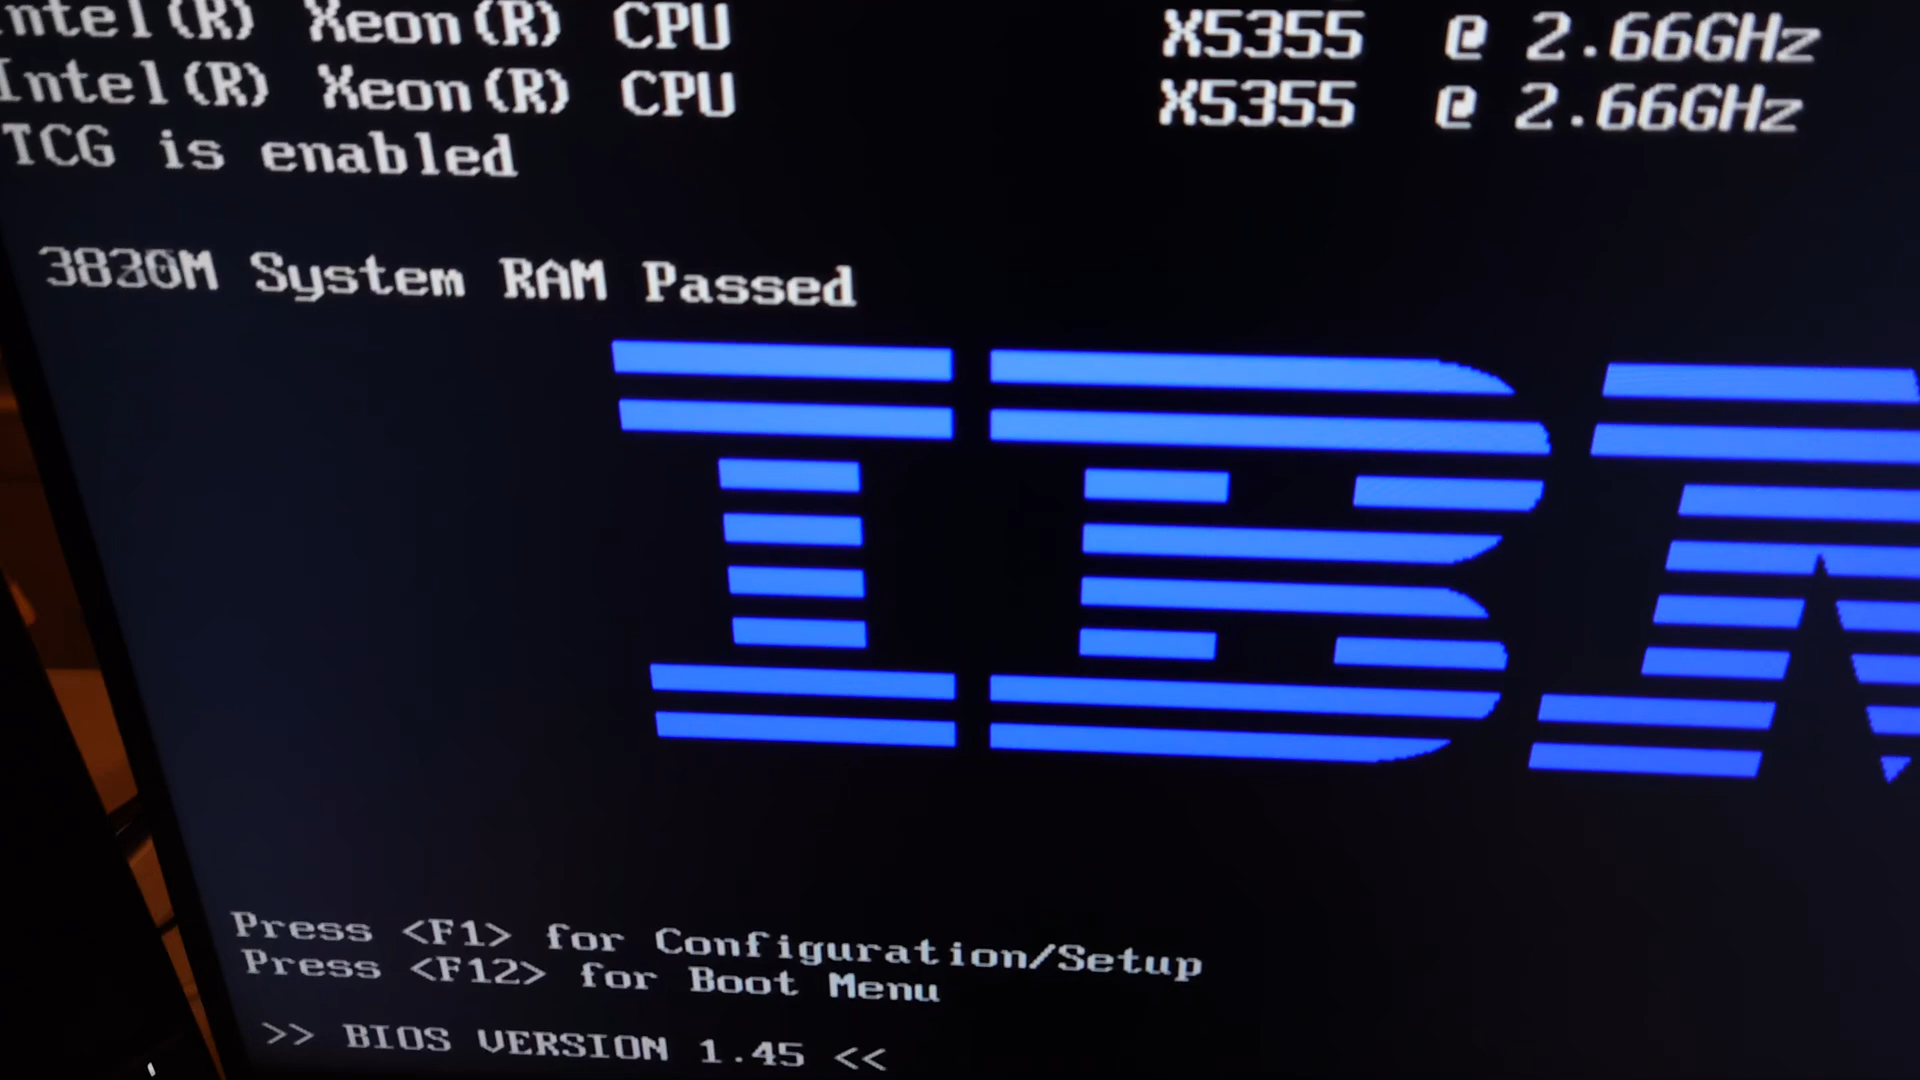 ntel(R) Xeon(R) CPU X5355 @ 2.66GHz
Intel(R) Xeon(R) CPU X5355 @ 2.66GHz
TCG is enabled
System RAM Passed
IBM
Press <F1> for Configuration/Setup
Press <F12> for Boot Menu
>> BIOS VERSION 1.45 <<